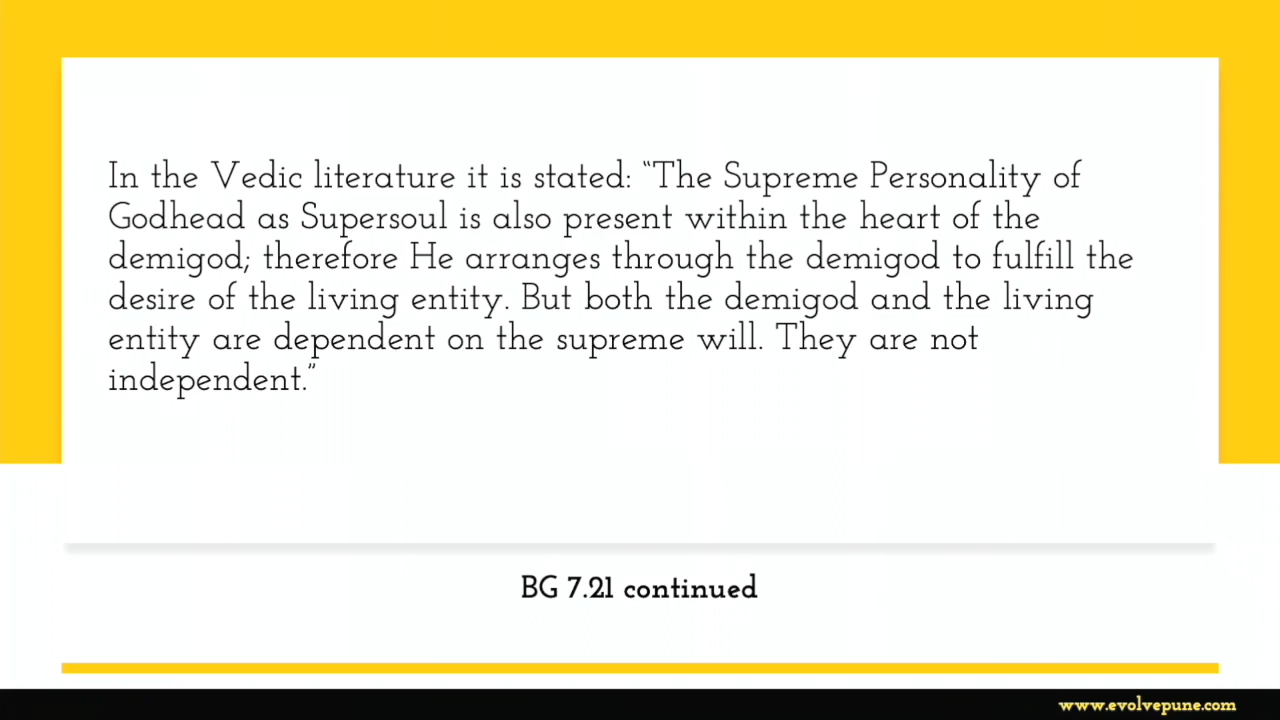 In the Vedic literature it is stated: “The Supreme Personality of
Godhead as Supersoul is also present within the heart of the
demigod; therefore He arranges through the demigod to fulfill the
desire of the living entity. But both the demigod and the living
entity are dependent on the supreme will. They are not
independent.”
BG 7.21 continued
www.evolvepune.com